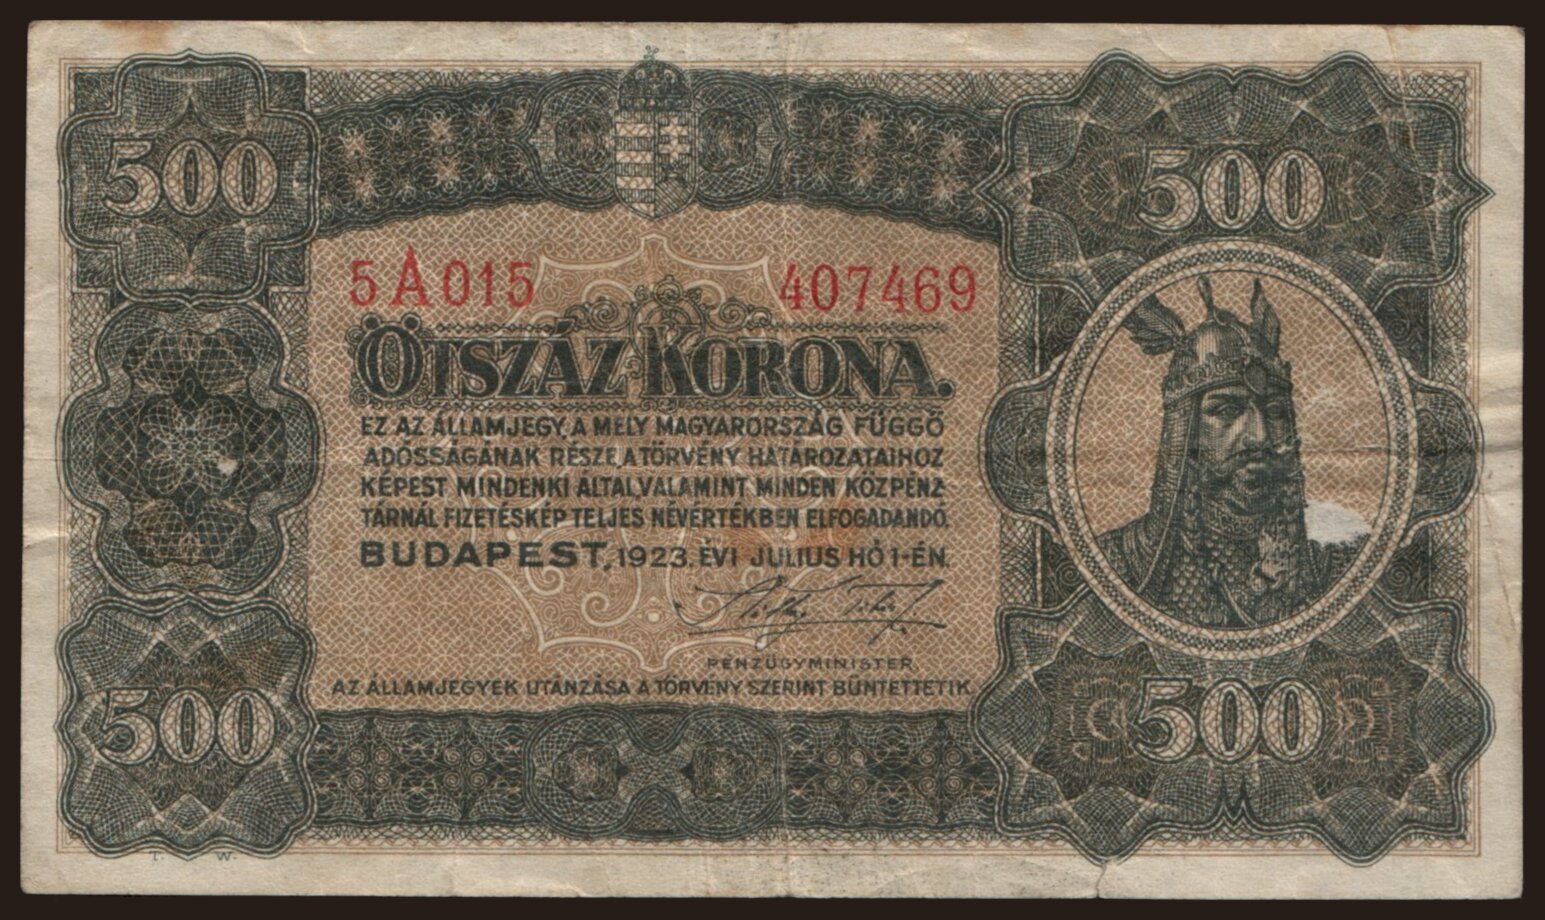 500
500
5A015 407469
ÖTSZÁZ KORONA.
EZ AZ ÁLLAMJEGY, A MELY MAGYARORSZÁG FÜGGŐ
ADÓSSÁGÁNAK RÉSZE, A TÖRVÉNY HATÁROZATAIHOZ
KÉPEST MINDENKI ÁLTAL, VALAMINT MINDEN KÖZPÉNZ
TÁRNÁL FIZETÉSKÉP TELJES NÉVÉRTÉKBEN ELFOGADANDÓ.
BUDAPEST, 1923. ÉVI JULIUS HÓ 1-ÉN.
PÉNZÜGYMINISTER
AZ ÁLLAMJEGYEK UTÁNZÁSA A TÖRVÉNY SZERINT BÜNTETTETIK
500
500
T. W.